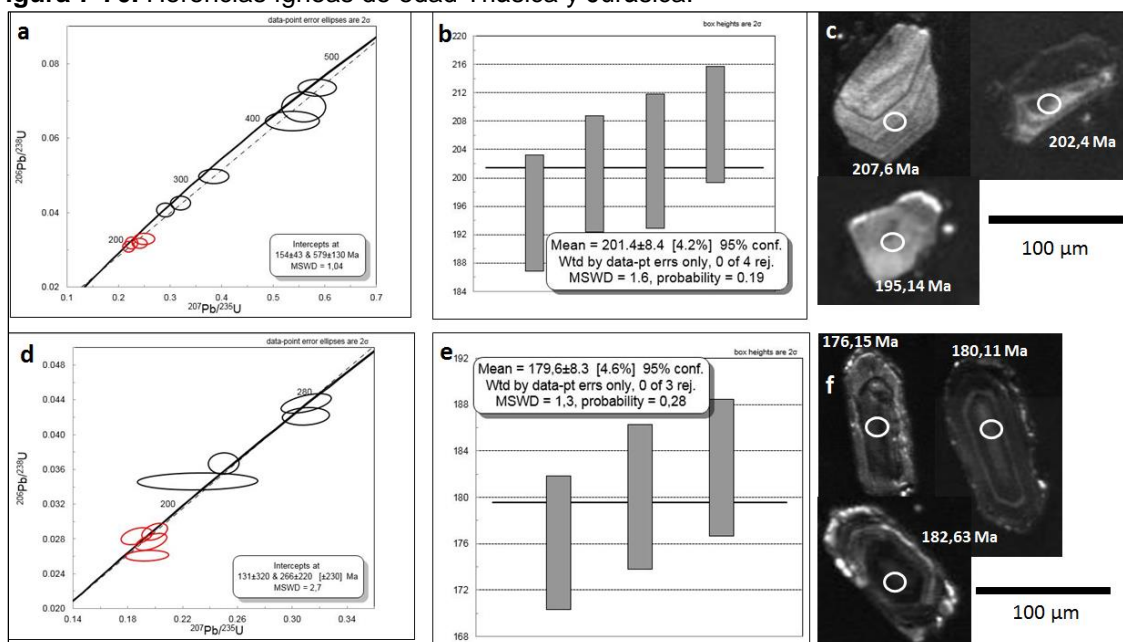 igura 7 76. Herencias ígneas de edad Triásica y Jurásica.
a
data-point error ellipses are 2σ
0.08
0.06
0.04
0.02
206Pb/238U
500
400
300
200
0.1 0.2 0.3 0.4 0.5 0.6 0.7
207Pb/235U
Intercepts at
154±43 & 579±130 Ma
MSWD = 1,04
b
box heights are 2σ
220
216
212
208
204
200
196
192
188
184
Mean = 201.4±8.4 [4.2%] 95% conf.
Wtd by data-pt errs only, 0 of 4 rej.
MSWD = 1.6, probability = 0.19
c
207,6 Ma
202,4 Ma
195,14 Ma
100 µm
d
data-point error ellipses are 2σ
0.048
0.044
0.040
0.036
0.032
0.028
0.024
0.020
206Pb/238U
280
200
0.14 0.18 0.22 0.26 0.30 0.34
207Pb/235U
131±320 & 266±220 [±230] Ma
MSWD = 2,7
e
box heights are 2σ
192
188
184
180
176
172
168
Mean = 179,6±8.3 [4.6%] 95% conf.
Wtd by data-pt errs only, 0 of 3 rej.
MSWD = 1,3, probability = 0,28
176,15 Ma
180,11 Ma
f
182,63 Ma
100 µm